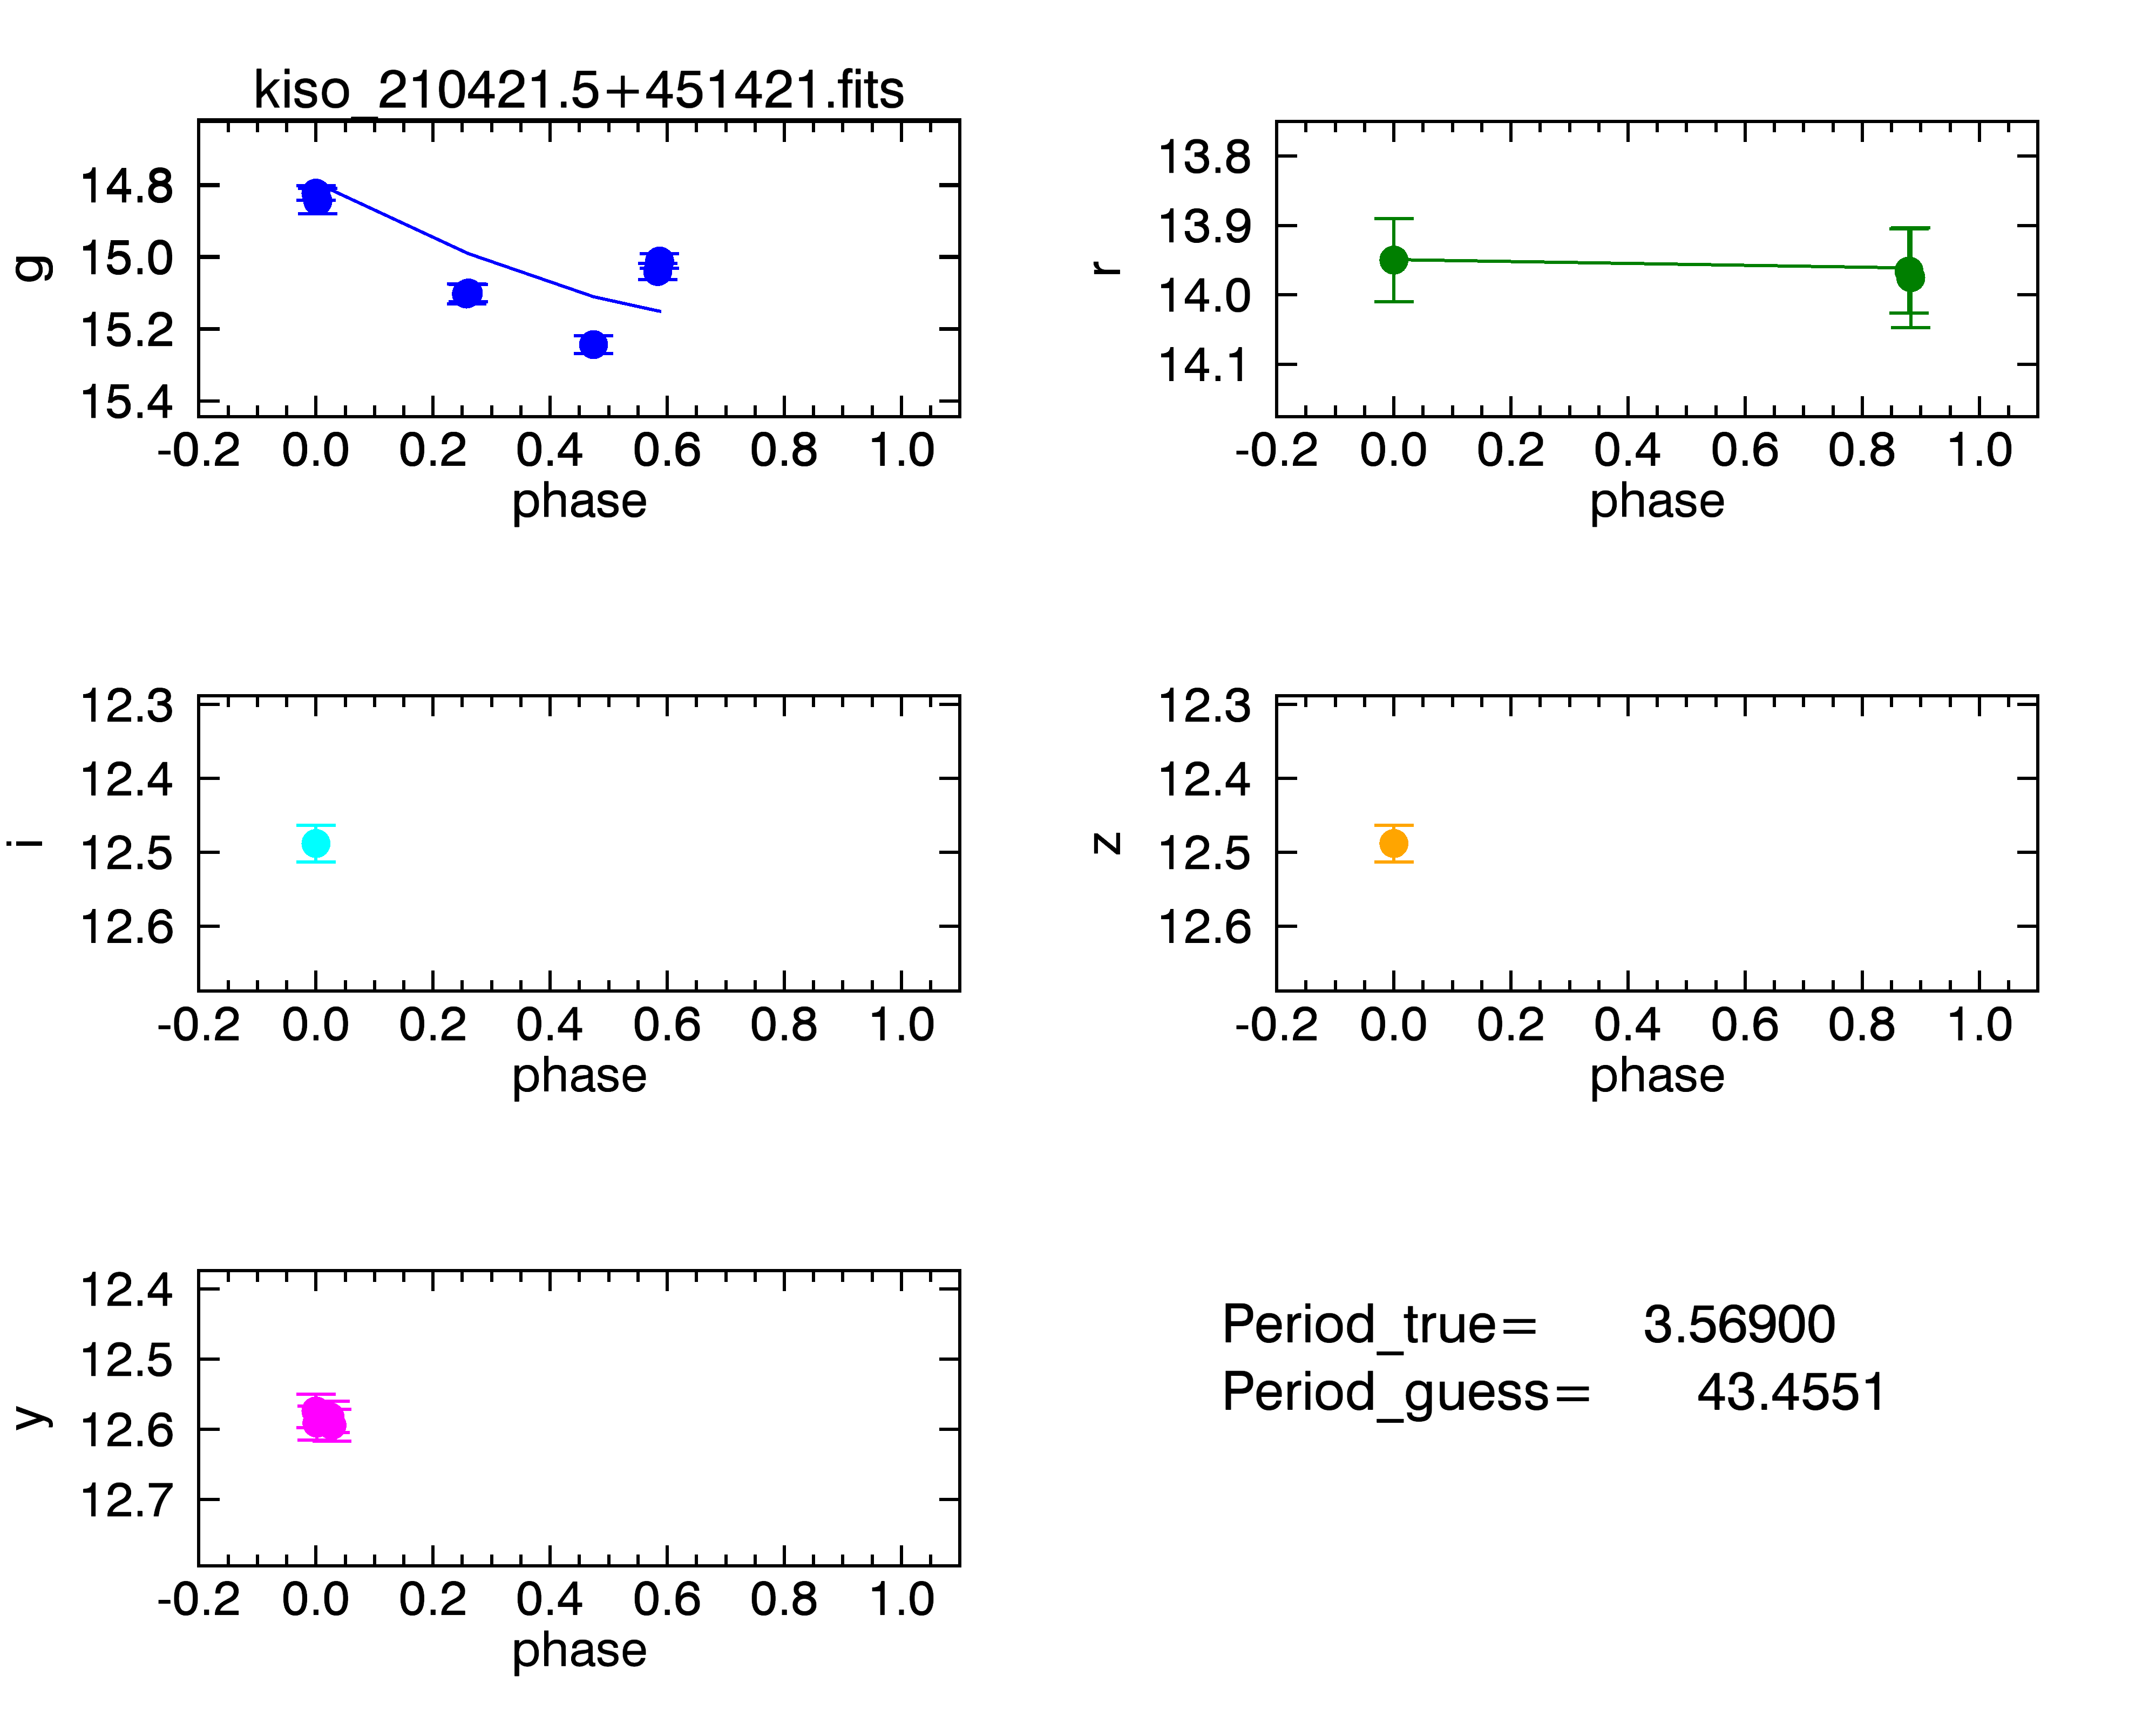 kiso_210421.5+451421.fits
14.8
15.0
15.2
15.4
g
-0.2 0.0 0.2 0.4 0.6 0.8 1.0
phase
13.8
13.9
14.0
14.1
r
-0.2 0.0 0.2 0.4 0.6 0.8 1.0
phase
12.3
12.4
12.5
12.6
i
-0.2 0.0 0.2 0.4 0.6 0.8 1.0
phase
12.3
12.4
12.5
12.6
z
-0.2 0.0 0.2 0.4 0.6 0.8 1.0
phase
12.4
12.5
12.6
12.7
y
-0.2 0.0 0.2 0.4 0.6 0.8 1.0
phase
Period_true= 3.56900
Period_guess= 43.4551